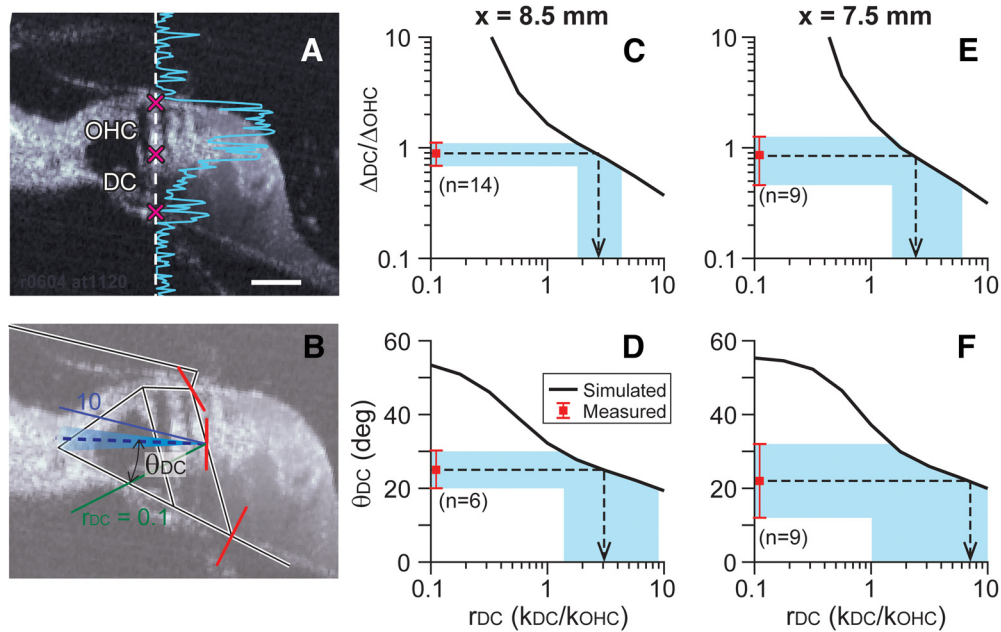 x = 8.5 mm
x = 7.5 mm
A
OHC
DC
r0604 at1120
C
10
1
0.1
ΔDC/ΔOHC
(n=14)
0.1
1
10
E
10
1
0.1
(n=9)
0.1
1
10
B
10
θDC
rDC = 0.1
D
60
40
20
0
θDC (deg)
Simulated
Measured
(n=6)
0.1
1
10
rDC (kDC/kOHC)
F
60
40
20
0
(n=9)
0.1
1
10
rDC (kDC/kOHC)